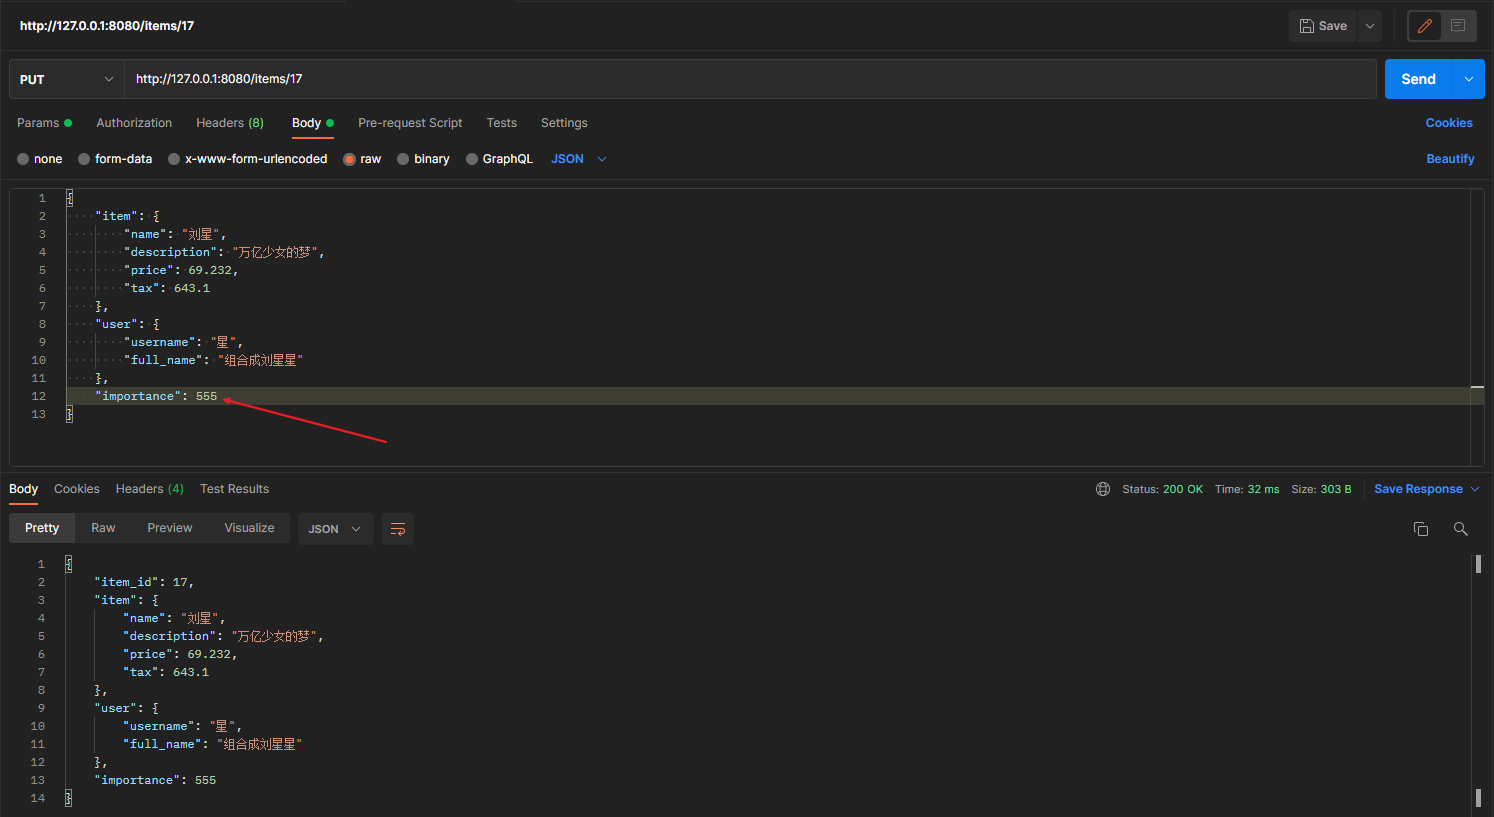 http://127.0.0.1:8080/items/17
Save
PUT http://127.0.0.1:8080/items/17 Send
Params Authorization Headers (8) Body Pre-request Script Tests Settings Cookies
none form-data x-www-form-urlencoded raw binary GraphQL JSON Beautify
1 {
2 "item": {
3 "name": "刘星",
4 "description": "万亿少女的梦",
5 "price": 69.232,
6 "tax": 643.1
7 },
8 "user": {
9 "username": "星",
10 "full_name": "组合成刘星星"
11 },
12 "importance": 555
13 }
Body Cookies Headers (4) Test Results Status: 200 OK Time: 32 ms Size: 303 B Save Response
Pretty Raw Preview Visualize JSON
1 {
2 "item_id": 17,
3 "item": {
4 "name": "刘星",
5 "description": "万亿少女的梦",
6 "price": 69.232,
7 "tax": 643.1
8 },
9 "user": {
10 "username": "星",
11 "full_name": "组合成刘星星"
12 },
13 "importance": 555
14 }